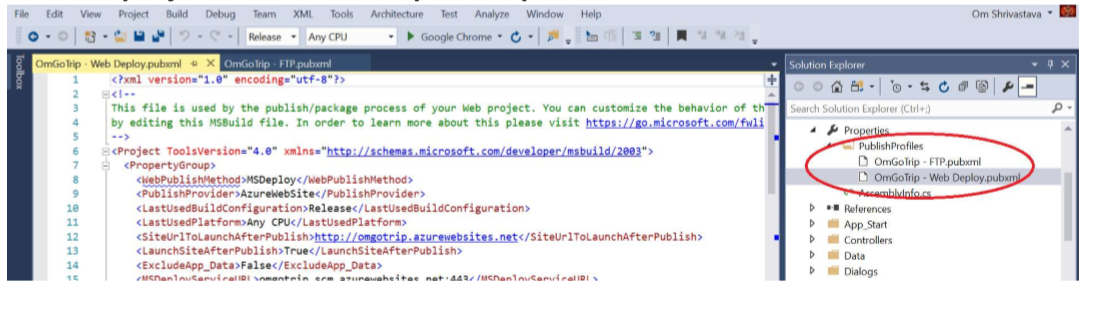 File Edit View Project Build Debug Team XML Tools Architecture Test Analyze Window Help Om Shrivastava
Release Any CPU Google Chrome
Toolbox
OmGoTrip - Web Deploy.pubxml OmGoTrip - FTP.pubxml
1 <?xml version="1.0" encoding="utf-8"?>
2 <!--
3 This file is used by the publish/package process of your Web project. You can customize the behavior of th
4 by editing this MSBuild file. In order to learn more about this please visit https://go.microsoft.com/fwli
5 -->
6 <Project ToolsVersion="4.0" xmlns="http://schemas.microsoft.com/developer/msbuild/2003">
7 <PropertyGroup>
8 <WebPublishMethod>MSDeploy</WebPublishMethod>
9 <PublishProvider>AzureWebSite</PublishProvider>
10 <LastUsedBuildConfiguration>Release</LastUsedBuildConfiguration>
11 <LastUsedPlatform>Any CPU</LastUsedPlatform>
12 <SiteUrlToLaunchAfterPublish>http://omgotrip.azurewebsites.net</SiteUrlToLaunchAfterPublish>
13 <LaunchSiteAfterPublish>True</LaunchSiteAfterPublish>
14 <ExcludeApp_Data>False</ExcludeApp_Data>
15 <MSDeployServiceURL>omgotrip.scm.azurewebsites.net:443</MSDeployServiceURL>
Solution Explorer
Search Solution Explorer (Ctrl+;)
Properties
PublishProfiles
OmGoTrip - FTP.pubxml
OmGoTrip - Web Deploy.pubxml
AssemblyInfo.cs
References
App_Start
Controllers
Data
Dialogs